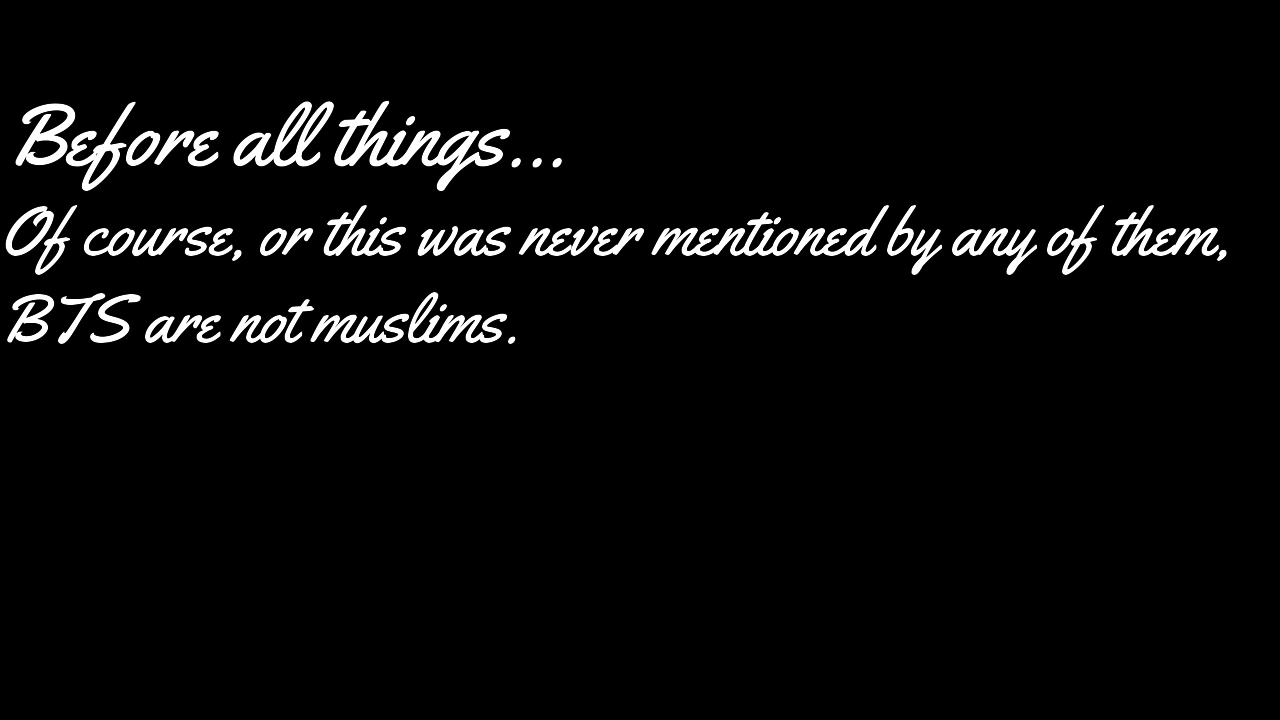 Before all things...
Of course, or this was never mentioned by any of them,
BTS are not muslims.